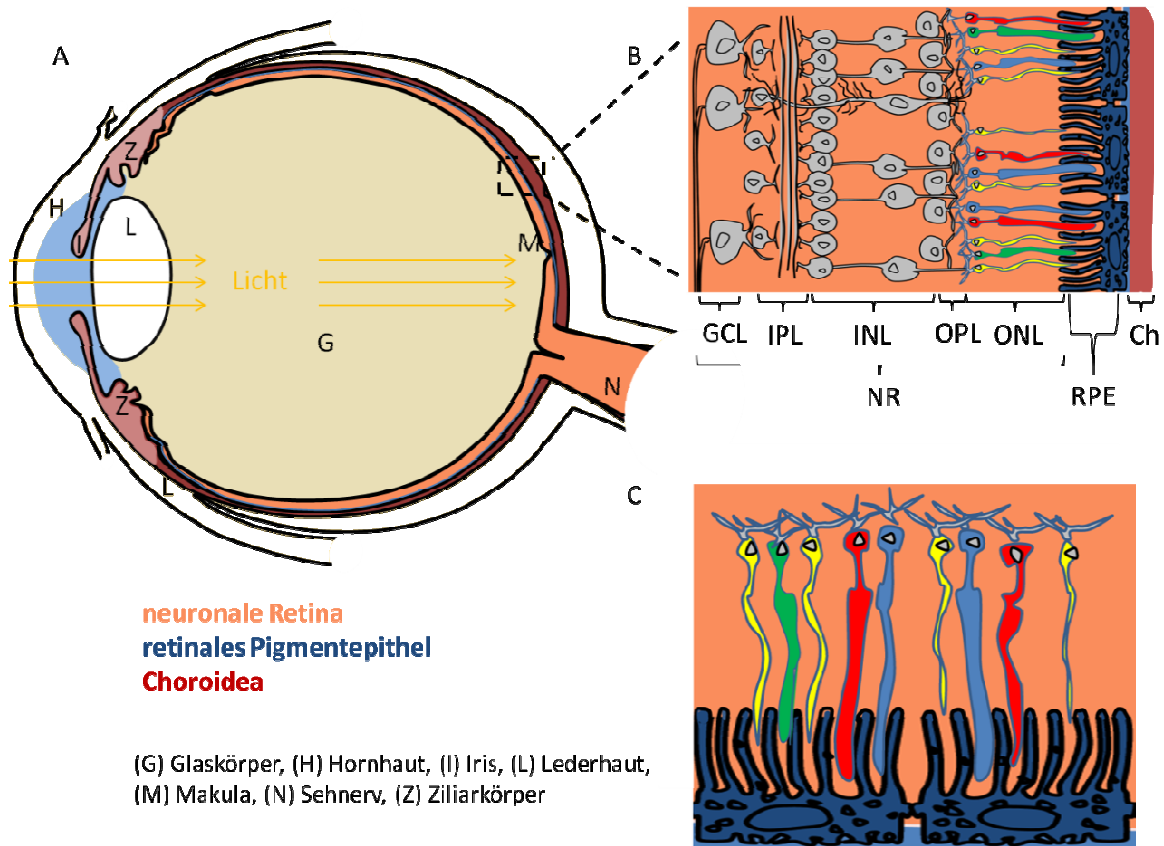 A
B
Z
H
L
I
M
Licht
G
N
Z
L
GCL IPL INL OPL ONL Ch
NR RPE
C
neuronale Retina
retinales Pigmentepithel
Choroidea
(G) Glaskörper, (H) Hornhaut, (I) Iris, (L) Lederhaut,
(M) Makula, (N) Sehnerv, (Z) Ziliarkörper